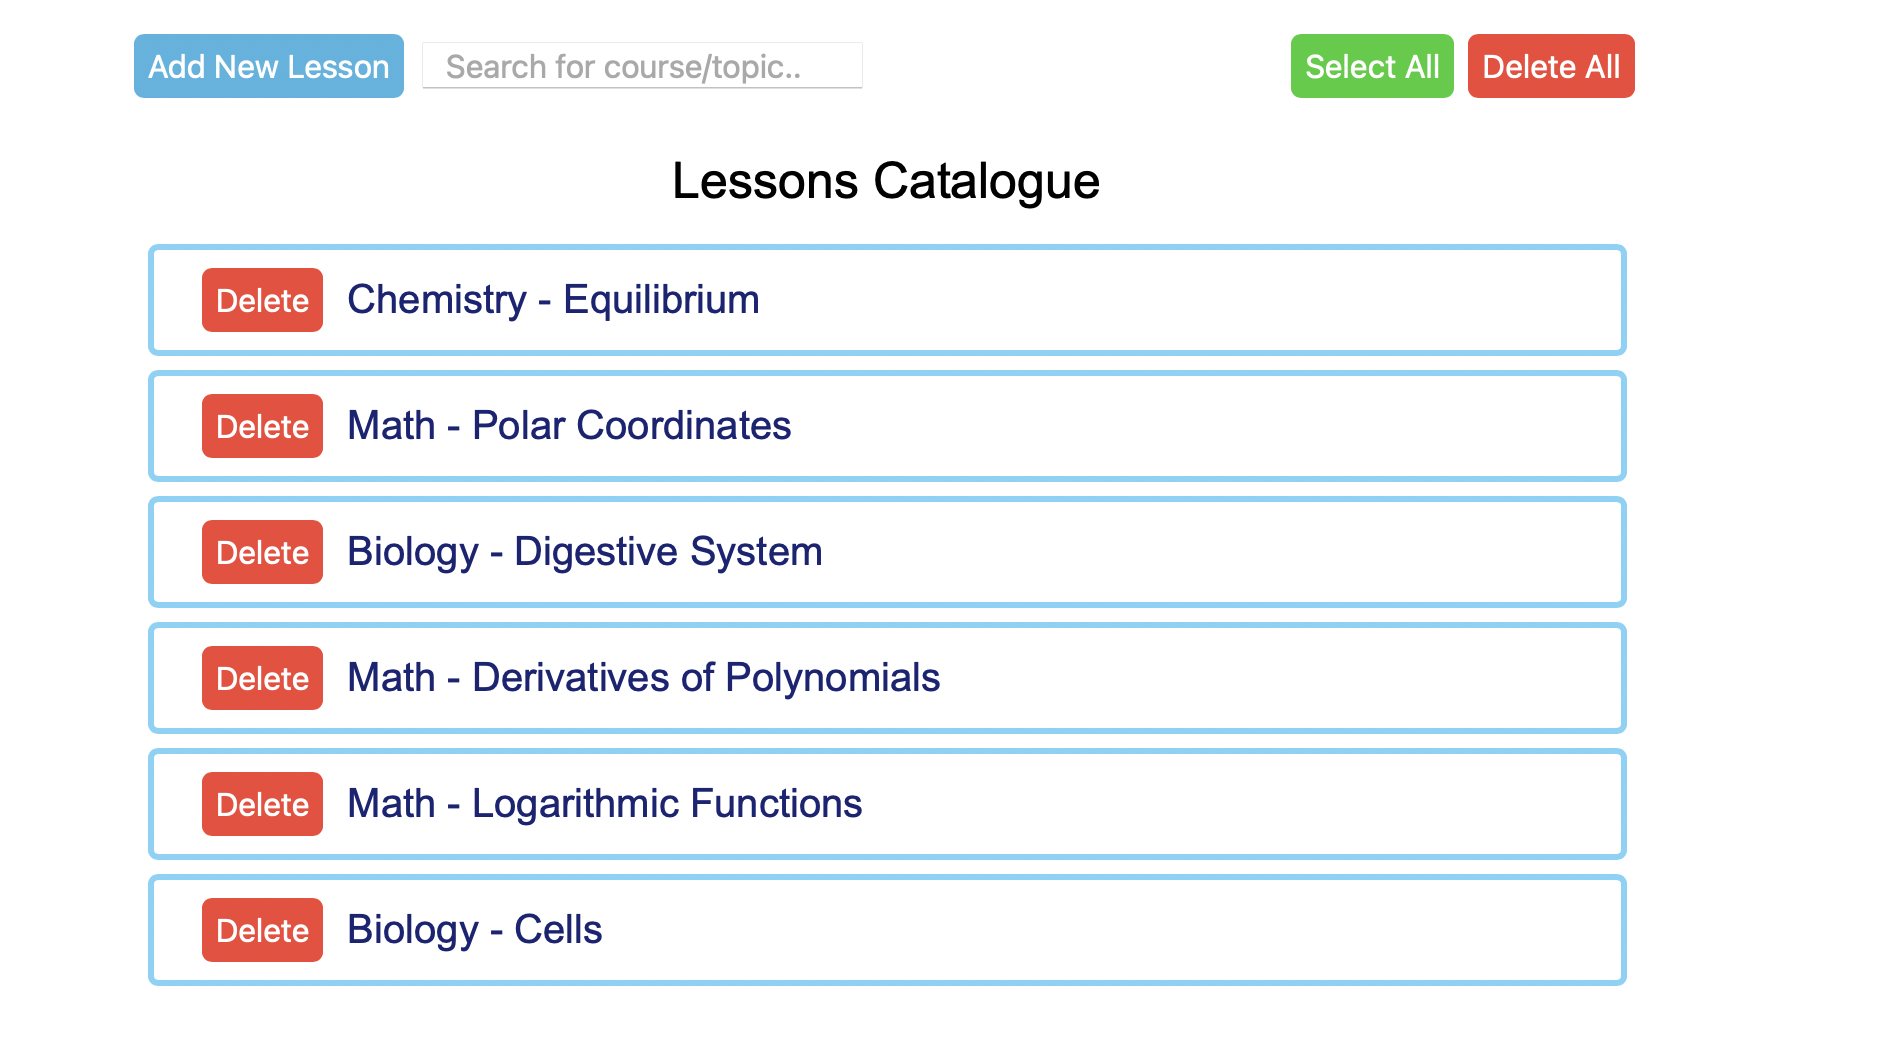 Add New Lesson Search for course/topic.. Select All Delete All
Lessons Catalogue
Delete Chemistry - Equilibrium
Delete Math - Polar Coordinates
Delete Biology - Digestive System
Delete Math - Derivatives of Polynomials
Delete Math - Logarithmic Functions
Delete Biology - Cells